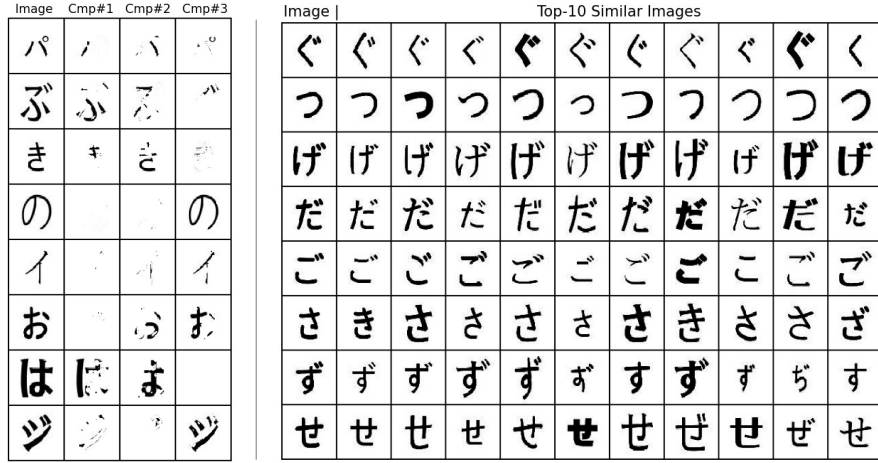 Image Cmp#1 Cmp#2 Cmp#3
パ
ぶ
き
の の
イ イ
お
は
ジ ジ
Image | Top-10 Similar Images
ぐ ぐ ぐ ぐ ぐ ぐ ぐ ぐ ぐ ぐ く
つ つ つ つ つ つ つ つ つ つ つ
げ げ げ げ げ げ げ げ げ げ げ
だ だ だ だ だ だ だ だ だ だ だ
ご ご ご ご ご ご ご ご こ ご ご
さ き さ さ さ さ さ き さ さ ざ
ず ず ず ず ず す ず ず ぢ す
せ せ せ せ せ せ せ ぜ せ ぜ せ